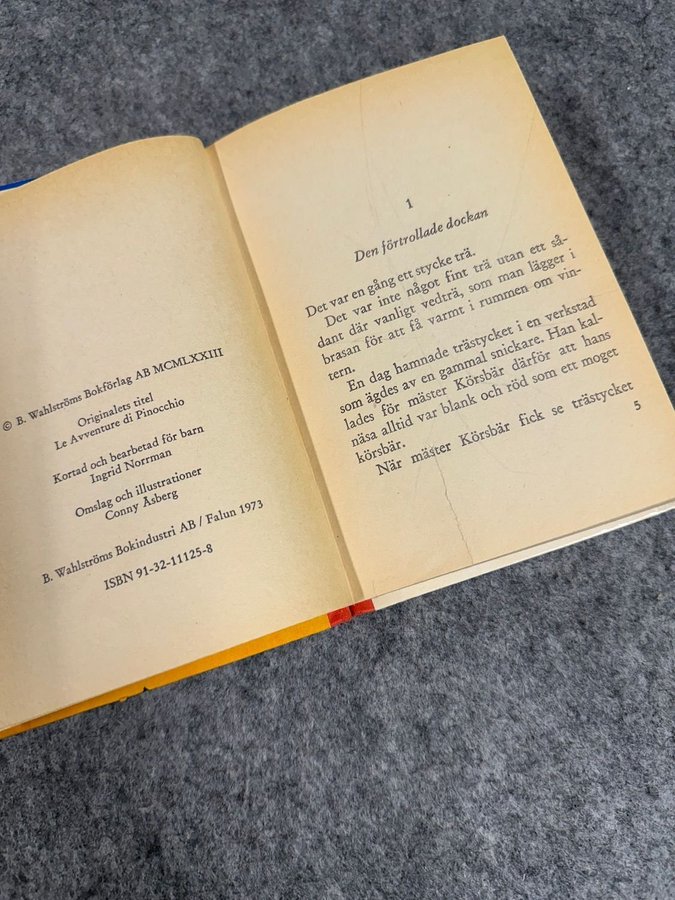 © B. Wahlströms Bokförlag AB MCMLXXIII
Originalets titel
Le Avventure di Pinocchio
Kortad och bearbetad för barn
Ingrid Norrman
Omslag och illustrationer
Conny Åsberg
B. Wahlströms Bokindustri AB / Falun 1973
ISBN 91-32-11125-8
1
Den förtrollade dockan
Det var en gång ett stycke trä.
Det var inte något fint trä utan ett så-
dant där vanligt vedträ, som man lägger i
brasan för att få varmt i rummen om vin-
tern.
En dag hamnade trästycket i en verkstad
som ägdes av en gammal snickare. Han kal-
lades för mäster Körsbär därför att hans
näsa alltid var blank och röd som ett moget
körsbär.
När mäster Körsbär fick se trästycket
5